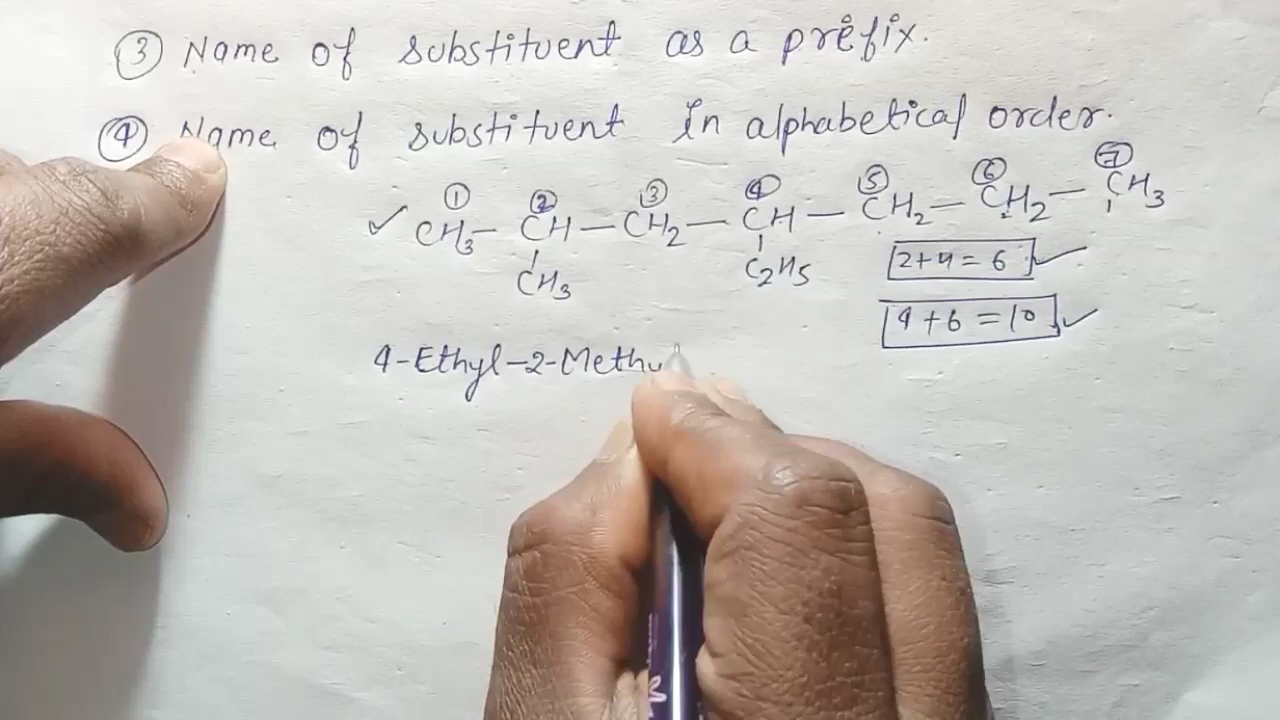 ③ Name of substituent as a prefix.
④ Name of substituent In alphabetical order.
① ② ③ ④ ⑤ ⑥ ⑦
✓ CH3 — CH — CH2 — CH — CH2 — CH2 — CH3
CH3 C2H5
2+4=6 ✓
4+6=10 ✓
4-Ethyl-2-Methy